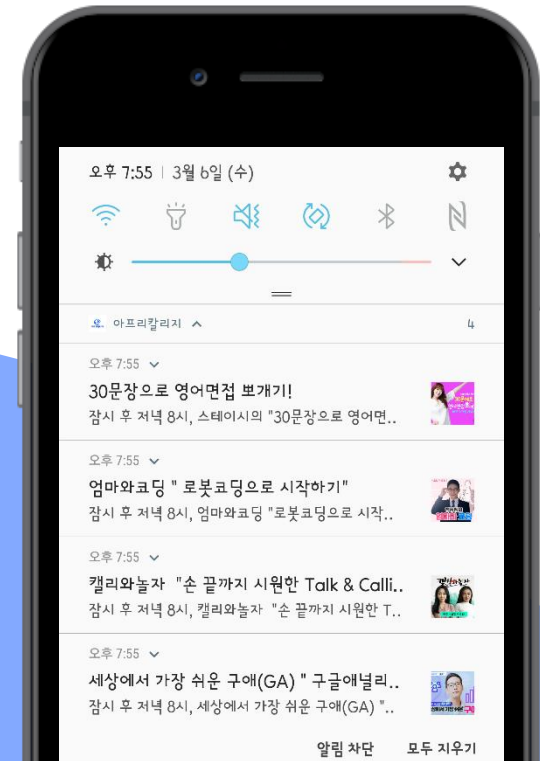 오후 7:55 | 3월 6일 (수)
아프리칼리지 4
오후 7:55
30문장으로 영어면접 뽀개기!
잠시 후 저녁 8시, 스테이시의 "30문장으로 영어면..
오후 7:55
엄마와코딩 " 로봇코딩으로 시작하기"
잠시 후 저녁 8시, 엄마와코딩 "로봇코딩으로 시작..
오후 7:55
캘리와놀자 "손 끝까지 시원한 Talk & Calli..
잠시 후 저녁 8시, 캘리와놀자 "손 끝까지 시원한 T..
오후 7:55
세상에서 가장 쉬운 구애(GA) " 구글애널리..
잠시 후 저녁 8시, 세상에서 가장 쉬운 구애(GA) "..
알림 차단 모두 지우기